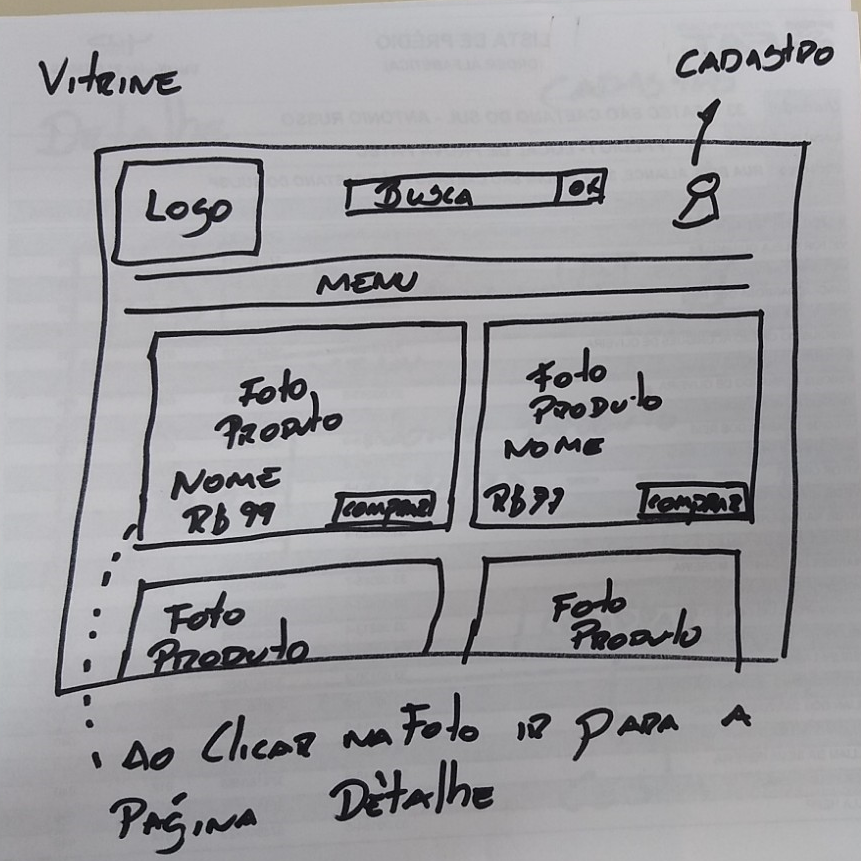 VITRINE
CADASTRO
LOGO
BUSCA
OK
MENU
FOTO
PRODUTO
NOME
R$ 99
COMPRAR
FOTO
PRODUTO
NOME
R$ 77
COMPRAR
FOTO
PRODUTO
FOTO
PRODUTO
AO CLICAR NA FOTO IR PARA A
PÁGINA DETALHE